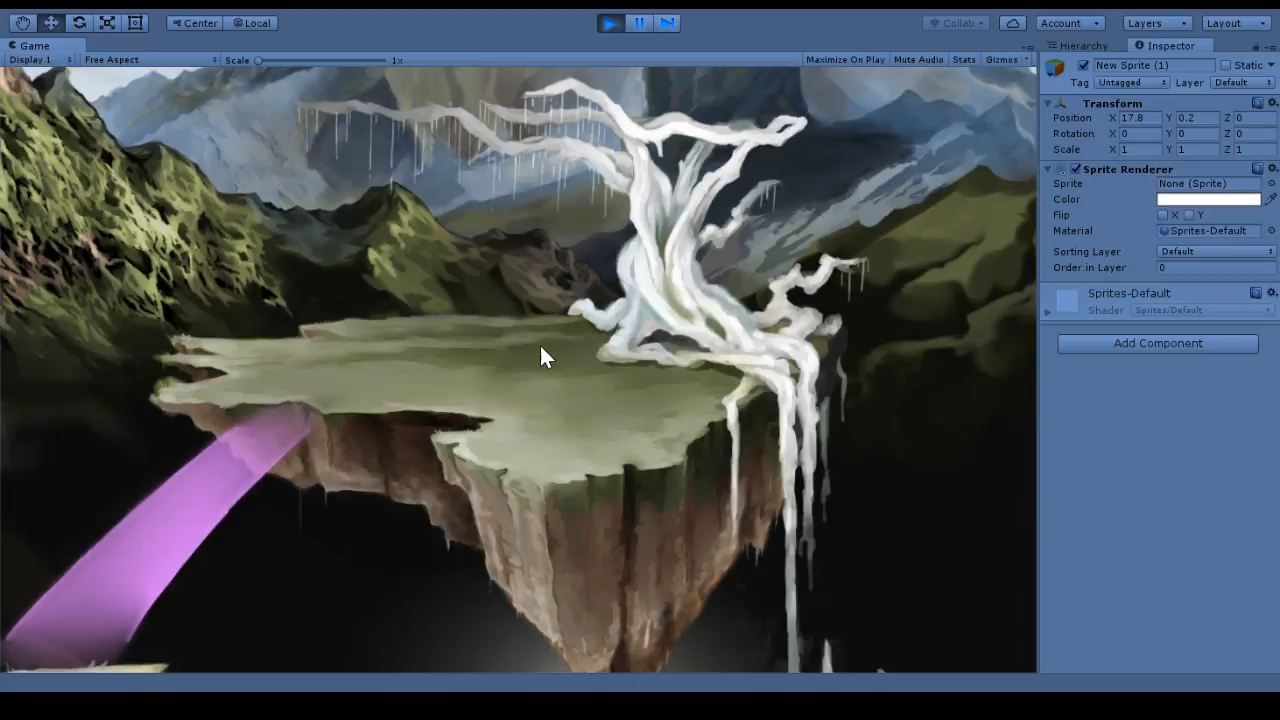 Center Local Collab Account Layers Layout
Game
Display 1 Free Aspect Scale 1x Maximize On Play Mute Audio Stats Gizmos
Hierarchy Inspector
New Sprite (1) Static
Tag Untagged Layer Default
Transform
Position X 17.8 Y 0.2 Z 0
Rotation X 0 Y 0 Z 0
Scale X 1 Y 1 Z 1
Sprite Renderer
Sprite None (Sprite)
Color
Flip X Y
Material Sprites-Default
Sorting Layer Default
Order in Layer 0
Sprites-Default
Shader Sprites/Default
Add Component